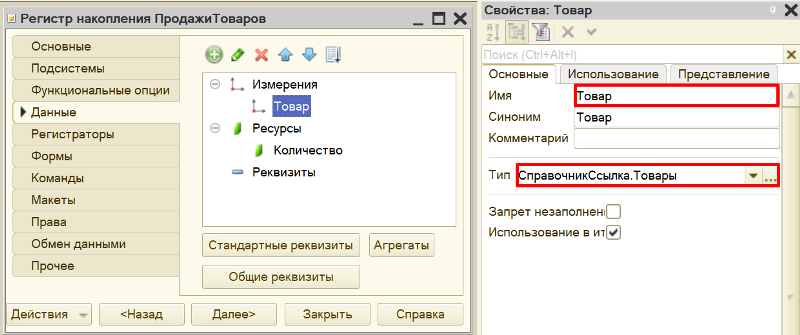 Регистр накопления ПродажиТоваров
Основные
Подсистемы
Функциональные опции
Данные
Регистраторы
Формы
Команды
Макеты
Права
Обмен данными
Прочее
Измерения
Товар
Ресурсы
Количество
Реквизиты
Стандартные реквизиты
Агрегаты
Общие реквизиты
Действия
<Назад
Далее>
Закрыть
Справка
Свойства: Товар
Поиск (Ctrl+Alt+I)
Основные
Использование
Представление
Имя Товар
Синоним Товар
Комментарий
Тип СправочникСсылка.Товары ...
Запрет незаполнен
Использование в ит